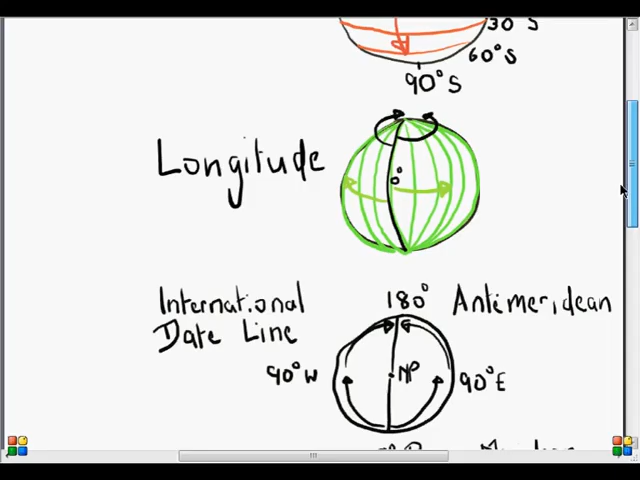 30°S
60°S
90°S
Longitude
0°
International
Date Line
180° Antimeridean
90°W
NP
90°E